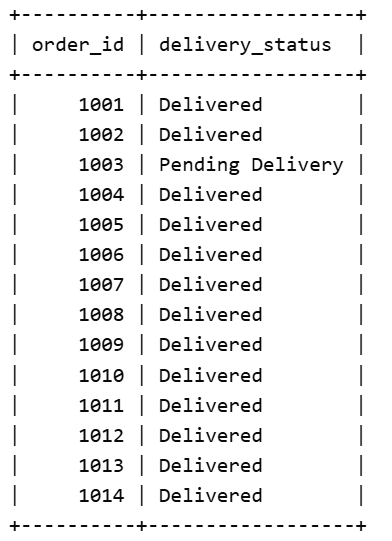 +----------+------------------+
| order_id | delivery_status  |
+----------+------------------+
|     1001 | Delivered        |
|     1002 | Delivered        |
|     1003 | Pending Delivery |
|     1004 | Delivered        |
|     1005 | Delivered        |
|     1006 | Delivered        |
|     1007 | Delivered        |
|     1008 | Delivered        |
|     1009 | Delivered        |
|     1010 | Delivered        |
|     1011 | Delivered        |
|     1012 | Delivered        |
|     1013 | Delivered        |
|     1014 | Delivered        |
+----------+------------------+